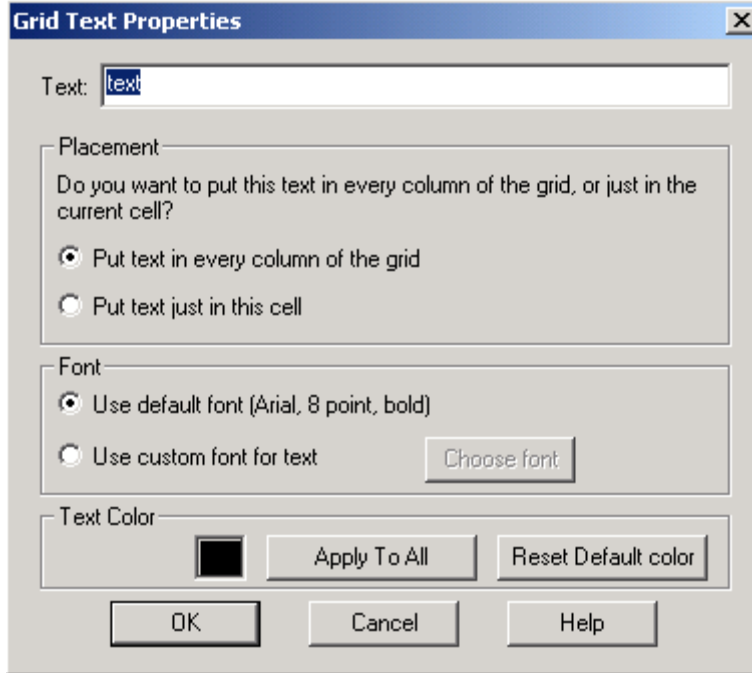 Grid Text Properties
Text: text
Placement
Do you want to put this text in every column of the grid, or just in the
current cell?
Put text in every column of the grid
Put text just in this cell
Font
Use default font (Arial, 8 point, bold)
Use custom font for text Choose font
Text Color
Apply To All Reset Default color
OK Cancel Help